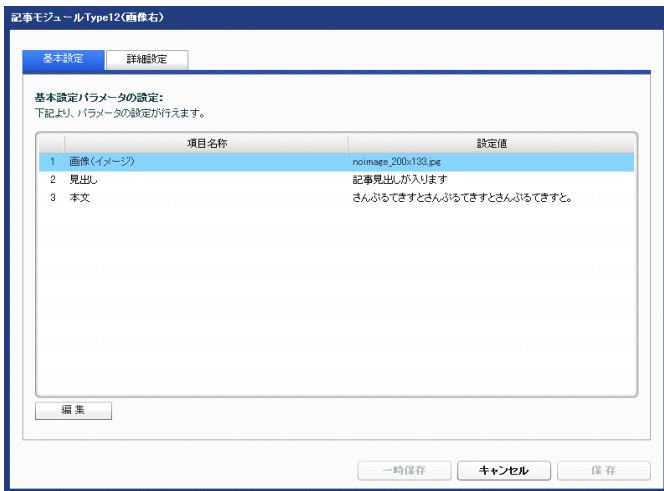 記事モジュールType12(画像右)
基本設定 詳細設定
基本設定パラメータの設定:
下記より、パラメータの設定が行えます。
項目名称 設定値
1 画像(イメージ) noimage_200x133.jpg
2 見出し 記事見出しが入ります
3 本文 さんぷるてきすとさんぷるてきすとさんぷるてきすと。
編集
一時保存 キャンセル 保存